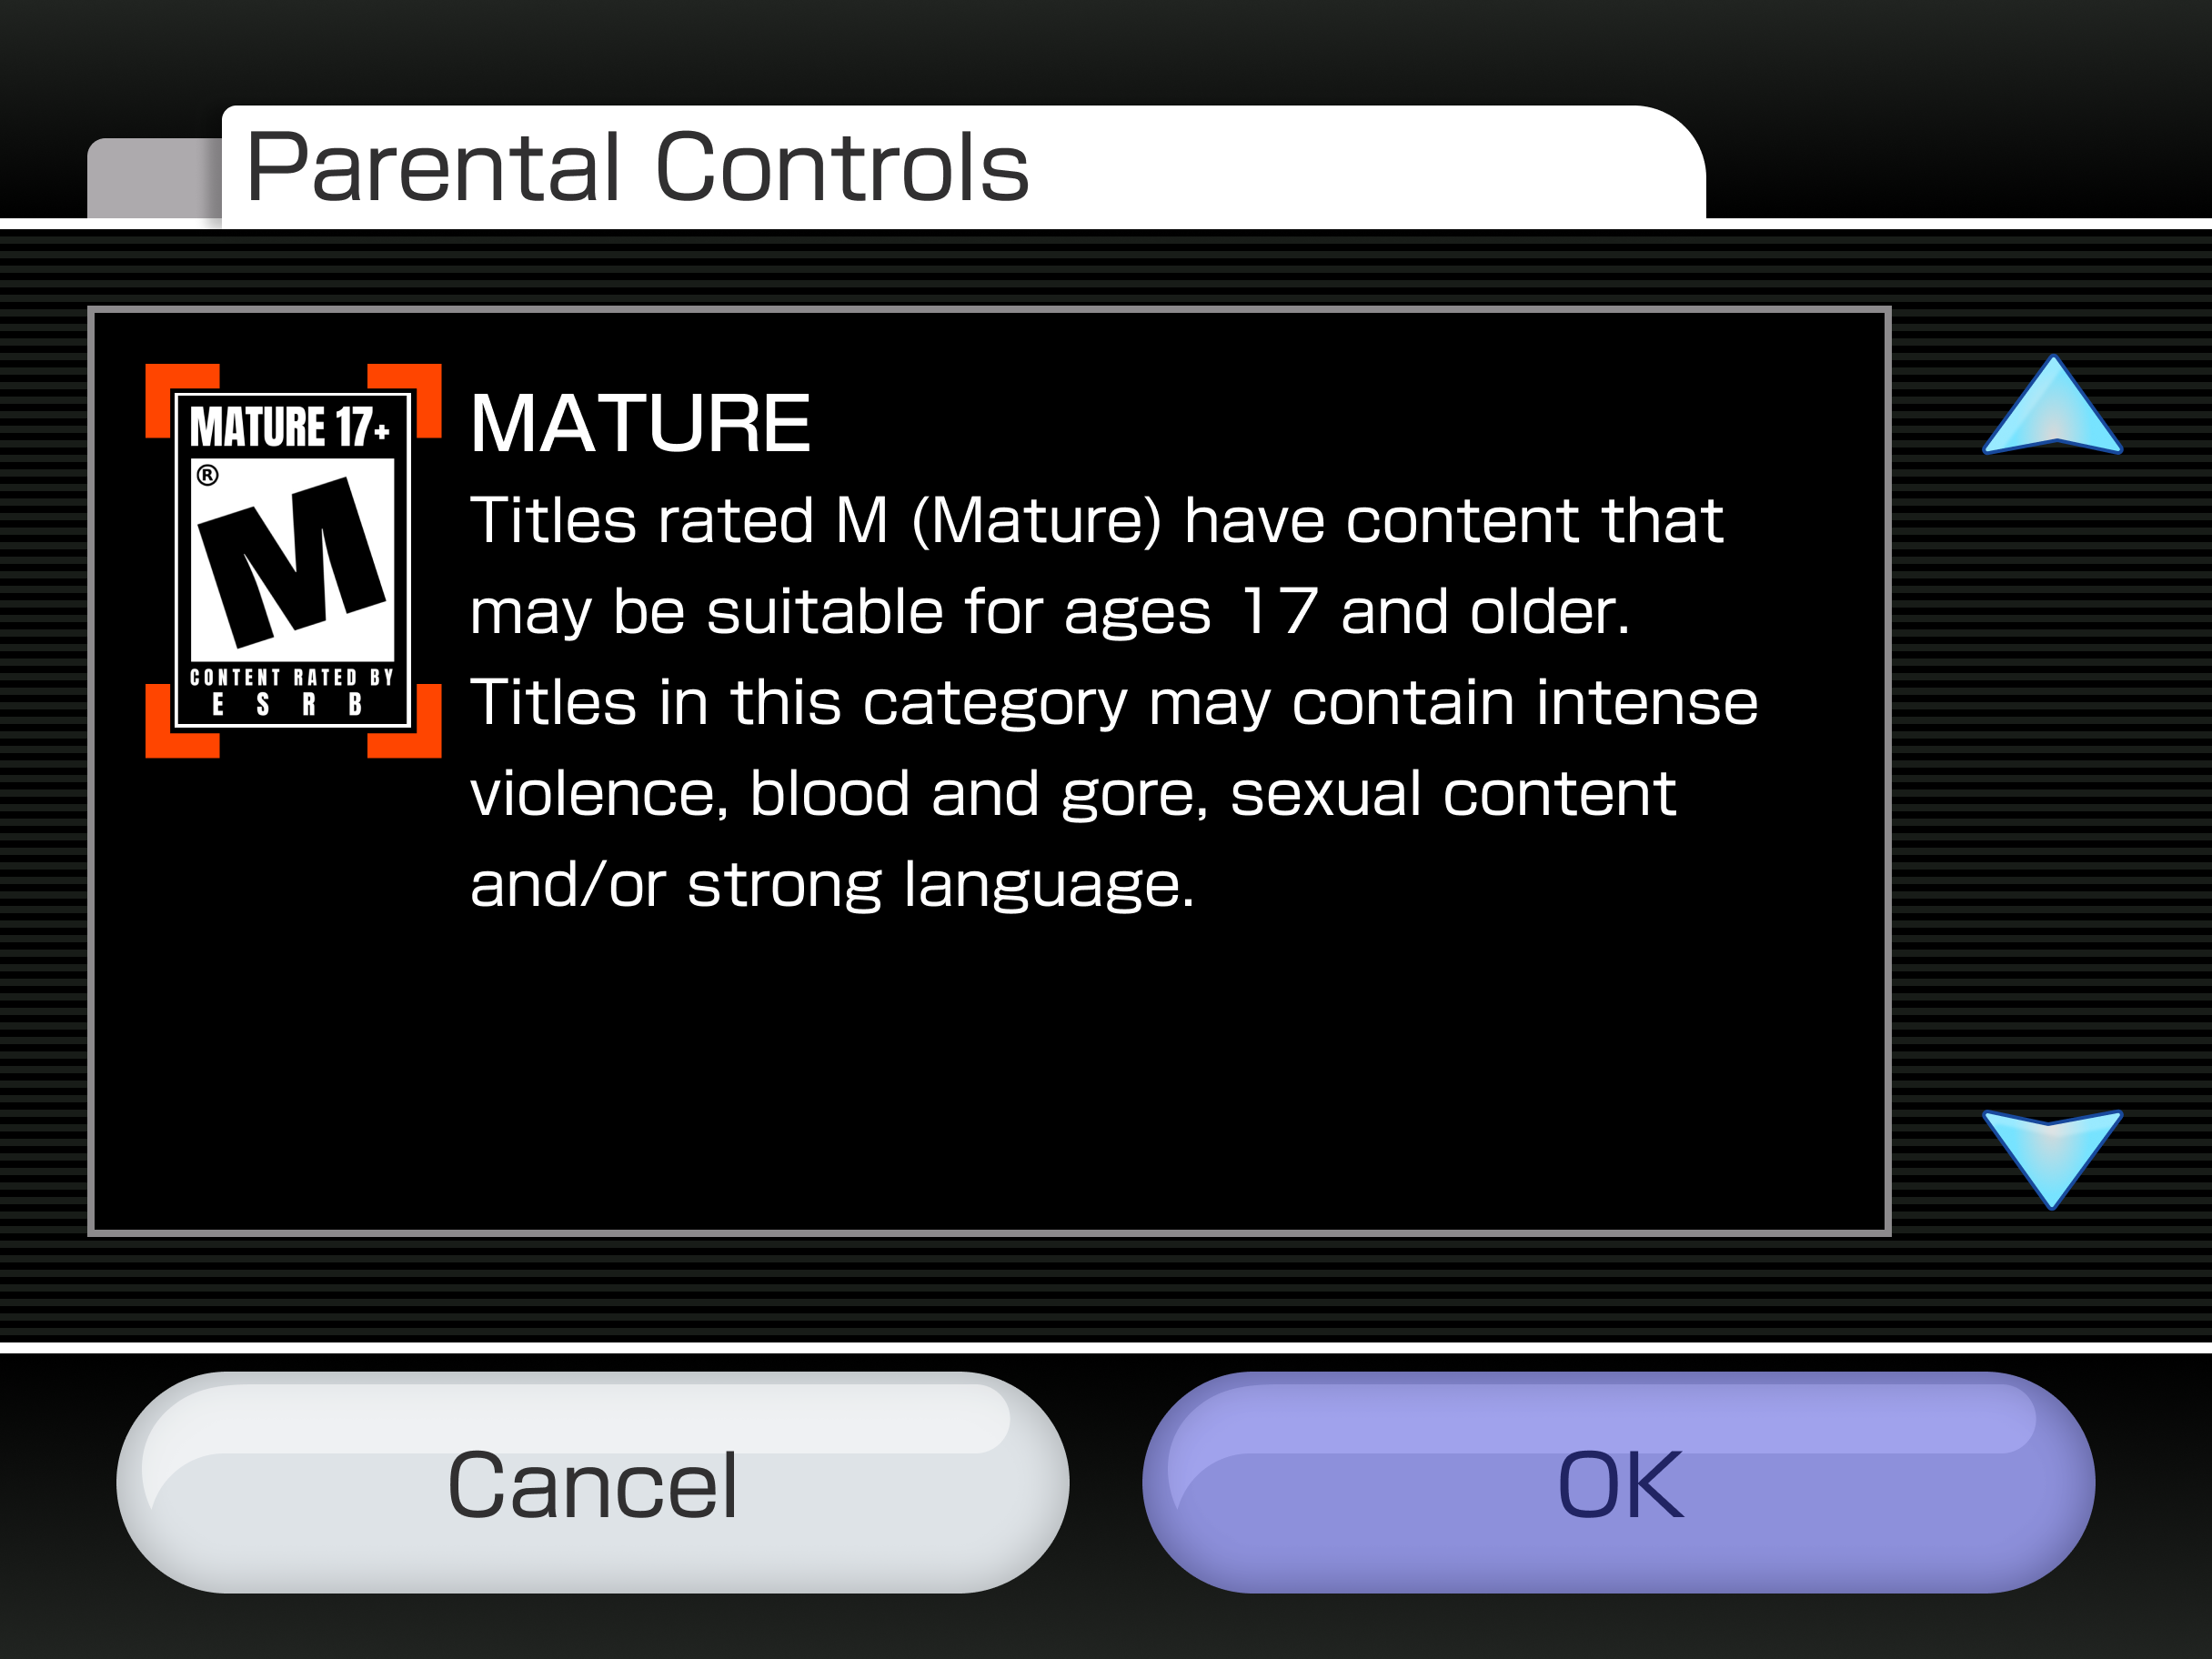 Parental Controls
MATURE 17+
®
M
CONTENT RATED BY
ESRB
MATURE
Titles rated M (Mature) have content that
may be suitable for ages 17 and older.
Titles in this category may contain intense
violence, blood and gore, sexual content
and/or strong language.
Cancel
OK